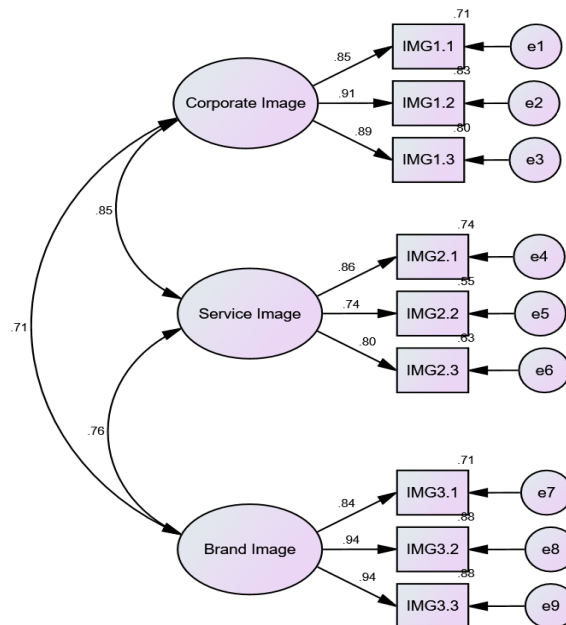 .71
.85
IMG1.1
e1
.83
Corporate Image
.91
IMG1.2
e2
.80
.89
IMG1.3
e3
.85
.74
.86
IMG2.1
e4
.55
Service Image
.74
IMG2.2
e5
.63
.80
IMG2.3
e6
.71
.76
.71
.84
IMG3.1
e7
.88
Brand Image
.94
IMG3.2
e8
.88
.94
IMG3.3
e9